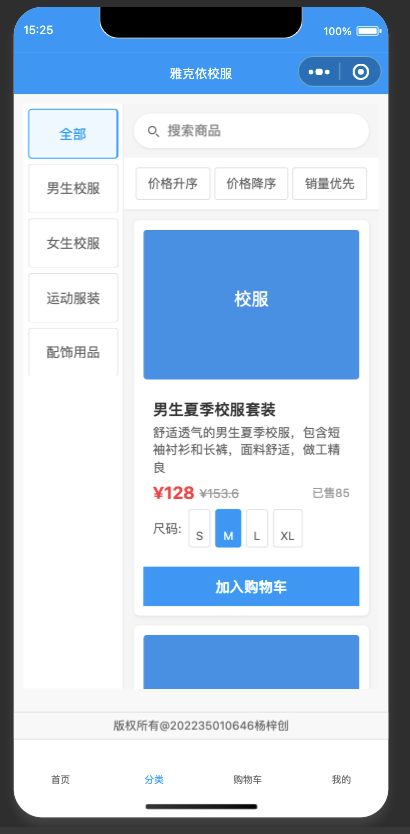 15:25
100%
雅克依校服
全部
男生校服
女生校服
运动服装
配饰用品
搜索商品
价格升序 价格降序 销量优先
校服
男生夏季校服套装
舒适透气的男生夏季校服，包含短
袖衬衫和长裤，面料舒适，做工精
良
¥128 ¥153.6 已售85
尺码: S M L XL
加入购物车
版权所有@202235010646杨梓创
首页 分类 购物车 我的